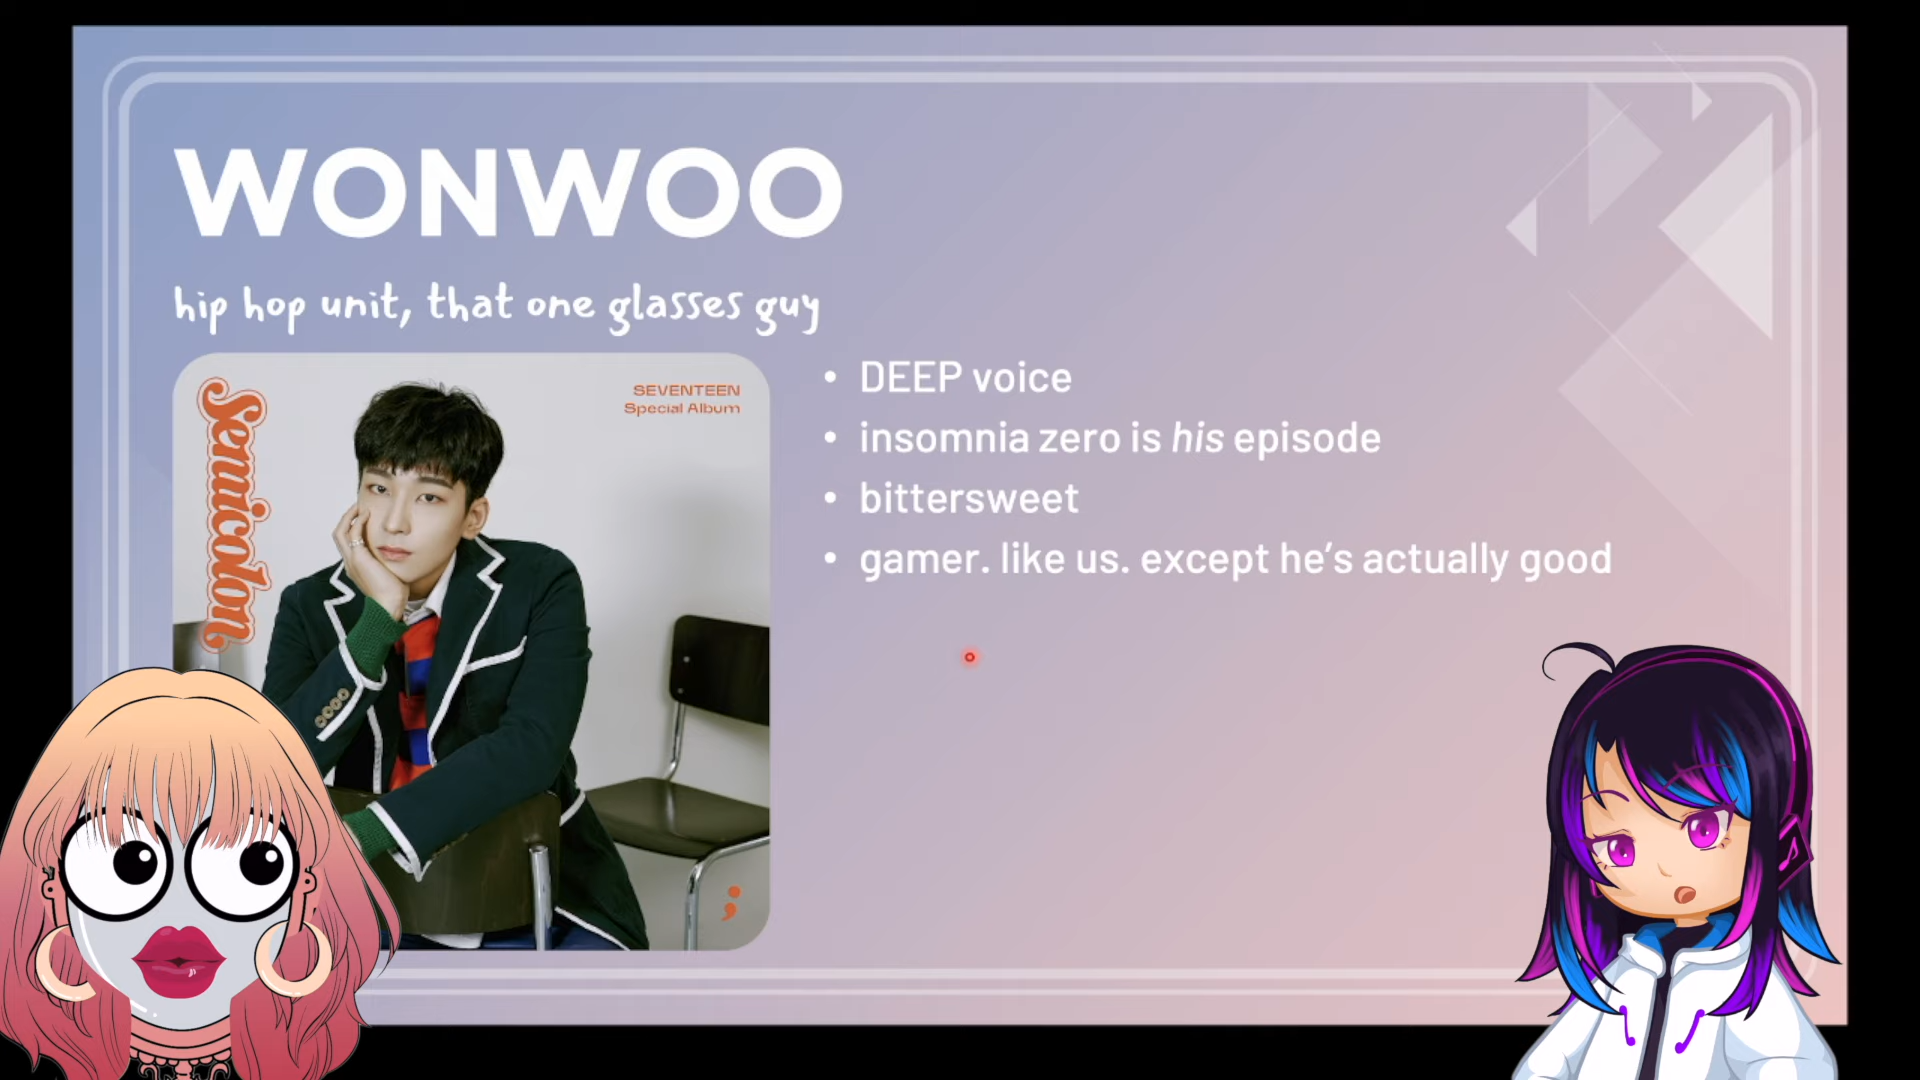 WONWOO
hip hop unit, that one glasses guy
Semicolon
SEVENTEEN
Special Album
;
• DEEP voice
• insomnia zero is his episode
• bittersweet
• gamer. like us. except he’s actually good